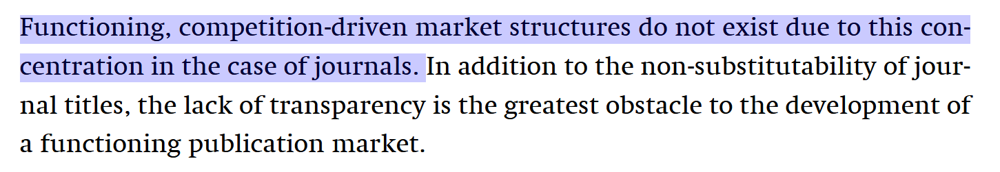 Functioning, competition-driven market structures do not exist due to this con-
centration in the case of journals. In addition to the non-substitutability of jour-
nal titles, the lack of transparency is the greatest obstacle to the development of
a functioning publication market.